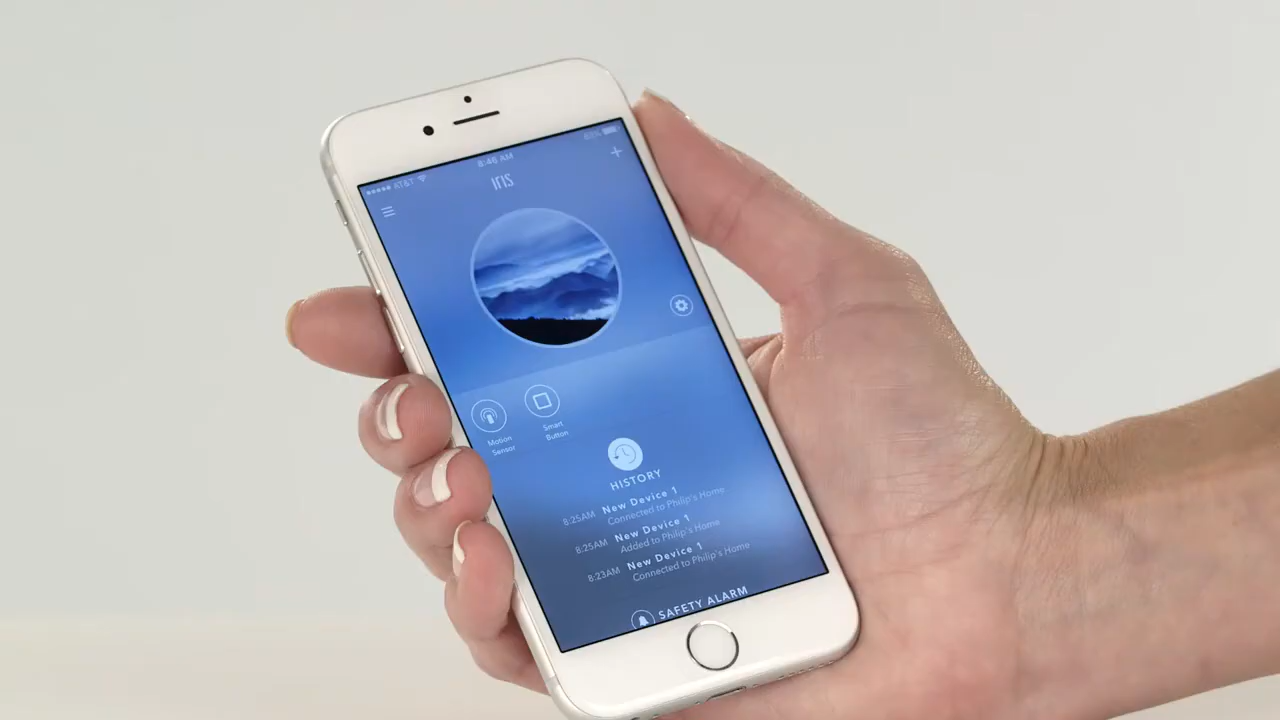 8:46 AM
AT&T
63%
IRIS
Motion
Sensor
Smart
Button
HISTORY
8:25AM New Device 1
Connected to Philip's Home
8:25AM New Device 1
Added to Philip's Home
8:23AM New Device 1
Connected to Philip's Home
SAFETY ALARM